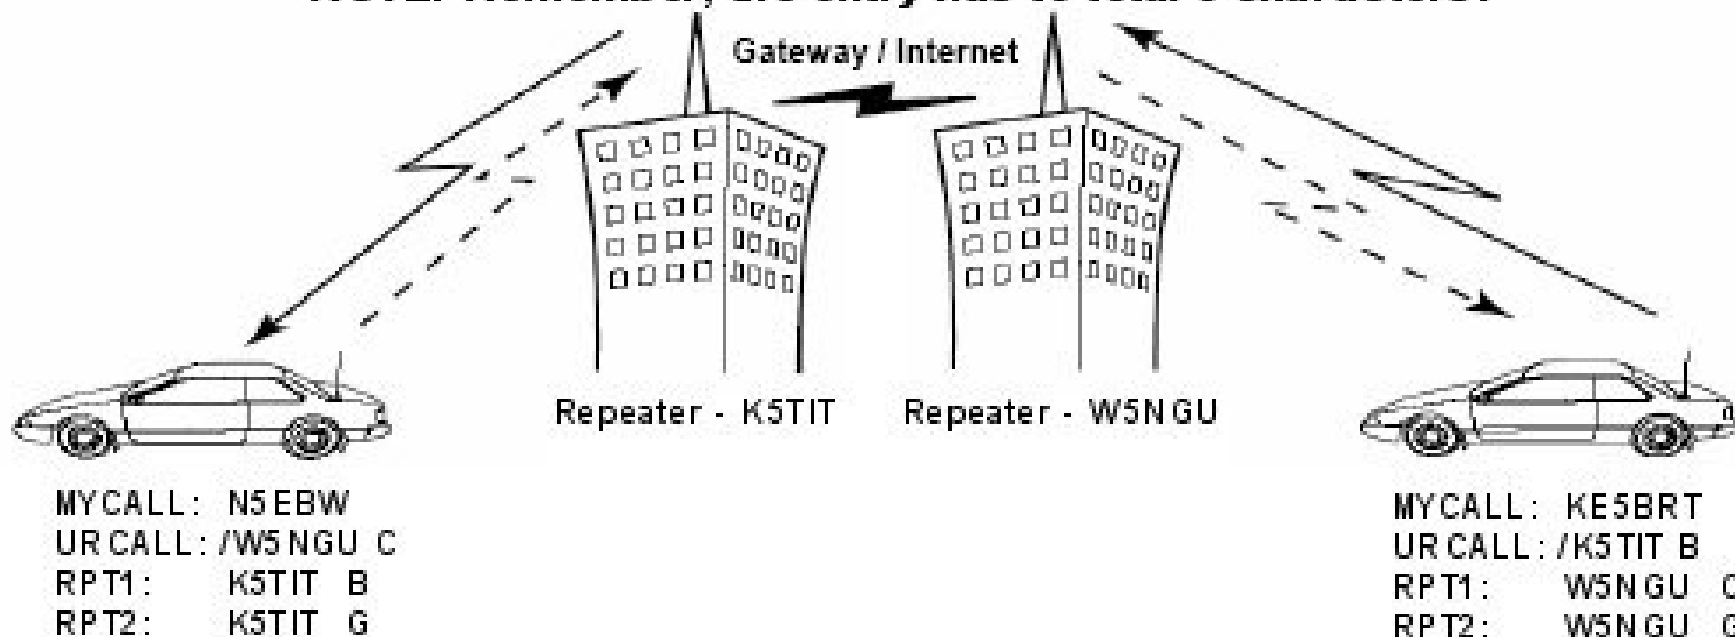 Gateway / Internet
Repeater - K5TIT
Repeater - W5NGU
MYCALL: N5EBW
URCALL: /W5NGU C
RPT1: K5TIT B
RPT2: K5TIT G
MYCALL: KE5BRT
URCALL: /K5TIT B
RPT1: W5NGU
RPT2: W5NGU G